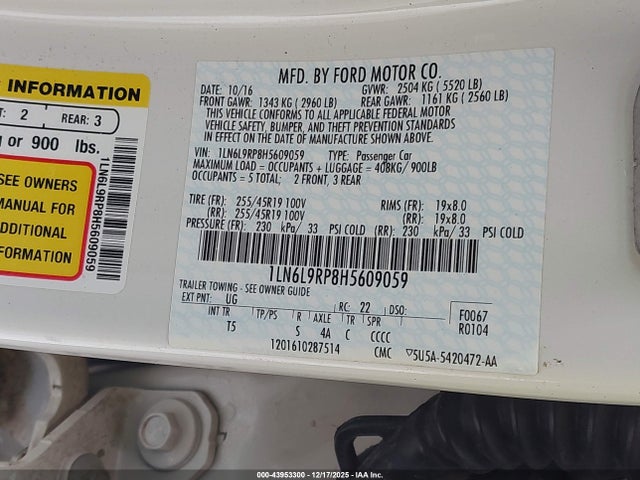 INFORMATION
2
REAR: 3
or 900 lbs.
SEE OWNERS
MANUAL FOR
ADDITIONAL
INFORMATION
1LN6L9RP8H5609059
MFD. BY FORD MOTOR CO.
DATE: 10/16
GVWR: 2504 KG ( 5520 LB)
FRONT GAWR: 1343 KG ( 2960 LB)
REAR GAWR: 1161 KG ( 2560 LB)
THIS VEHICLE CONFORMS TO ALL APPLICABLE FEDERAL MOTOR
VEHICLE SAFETY, BUMPER, AND THEFT PREVENTION STANDARDS
IN EFFECT ON THE DATE OF MANUFACTURE SHOWN ABOVE.
VIN: 1LN6L9RP8H5609059 TYPE: Passenger Car
MAXIMUM LOAD = OCCUPANTS + LUGGAGE = 408KG/ 900LB
OCCUPANTS = 5 TOTAL: 2 FRONT, 3 REAR
TIRE (FR): 255/45R19 100V RIMS (FR): 19x8.0
(RR): 255/45R19 100V (RR): 19x8.0
PRESSURE (FR): 230 kPa/ 33 PSI COLD (RR): 230 kPa/ 33 PSI COLD
1LN6L9RP8H5609059
TRAILER TOWING - SEE OWNER GUIDE
EXT PNT: UG RC: 22 DSO: F0067
INT TR TP/PS R AXLE TR SPR R0104
T5 S 4A C CCCC
1201610287514 CMC ▽SU5A-5420472-AA
000-43953300 - 12/17/2025 - IAA, Inc.